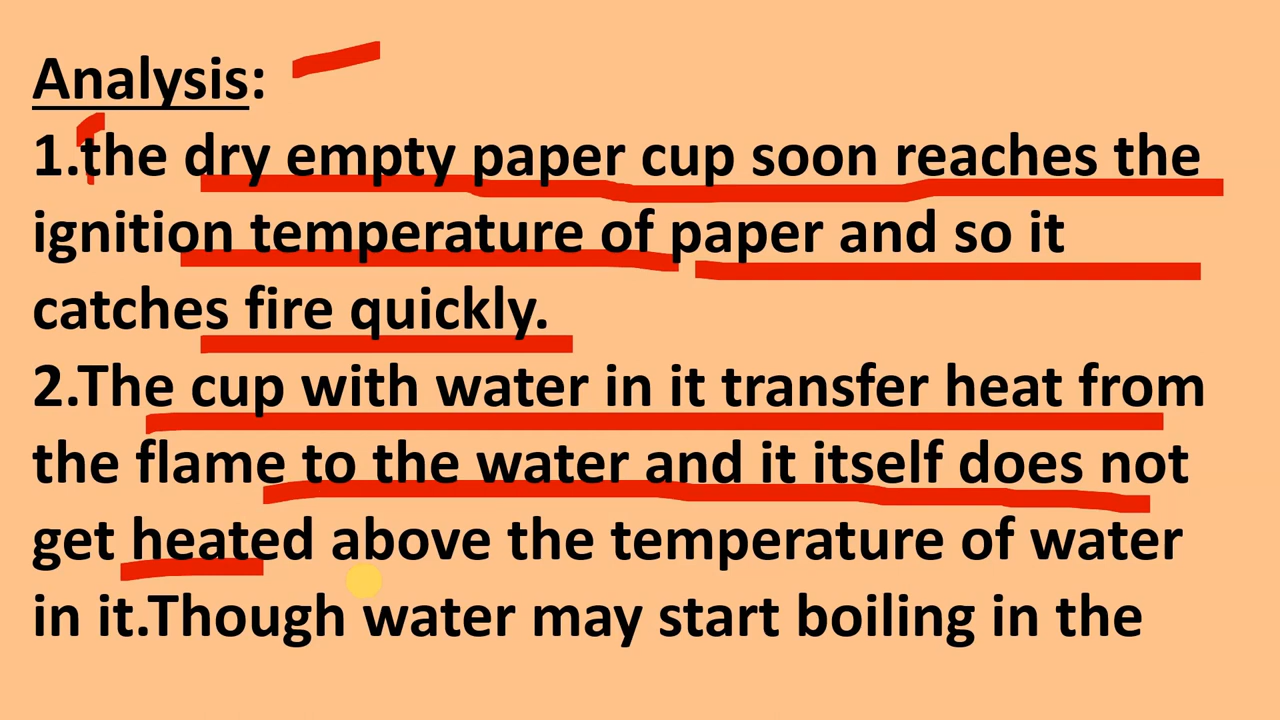 Analysis:
1.the dry empty paper cup soon reaches the
ignition temperature of paper and so it
catches fire quickly.
2.The cup with water in it transfer heat from
the flame to the water and it itself does not
get heated above the temperature of water
in it.Though water may start boiling in the